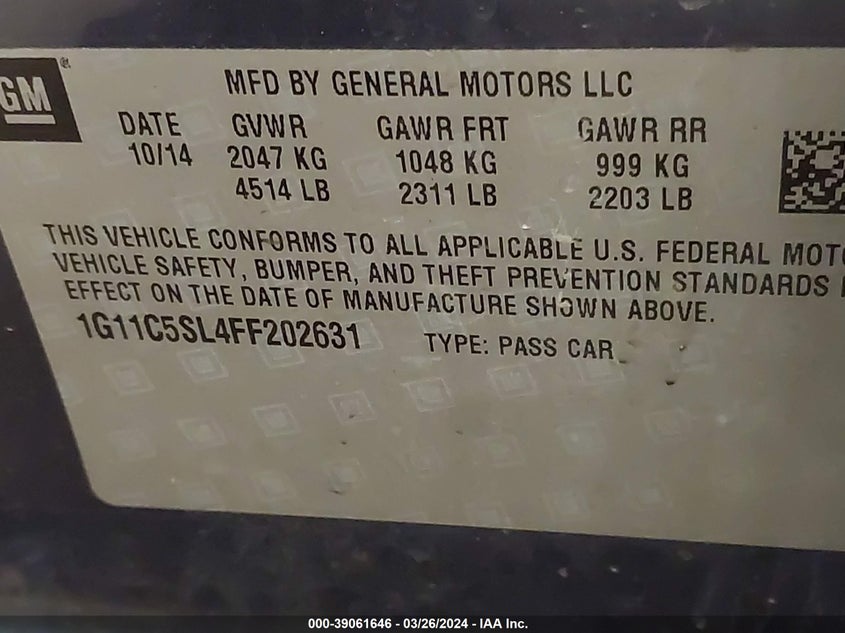 GM
MFD BY GENERAL MOTORS LLC
DATE GVWR GAWR FRT GAWR RR
10/14 2047 KG 1048 KG 999 KG
4514 LB 2311 LB 2203 LB
THIS VEHICLE CONFORMS TO ALL APPLICABLE U.S. FEDERAL MOTO
VEHICLE SAFETY, BUMPER, AND THEFT PREVENTION STANDARDS
EFFECT ON THE DATE OF MANUFACTURE SHOWN ABOVE.
1G11C5SL4FF202631 TYPE: PASS CAR
000-39061646 - 03/26/2024 - IAA Inc.